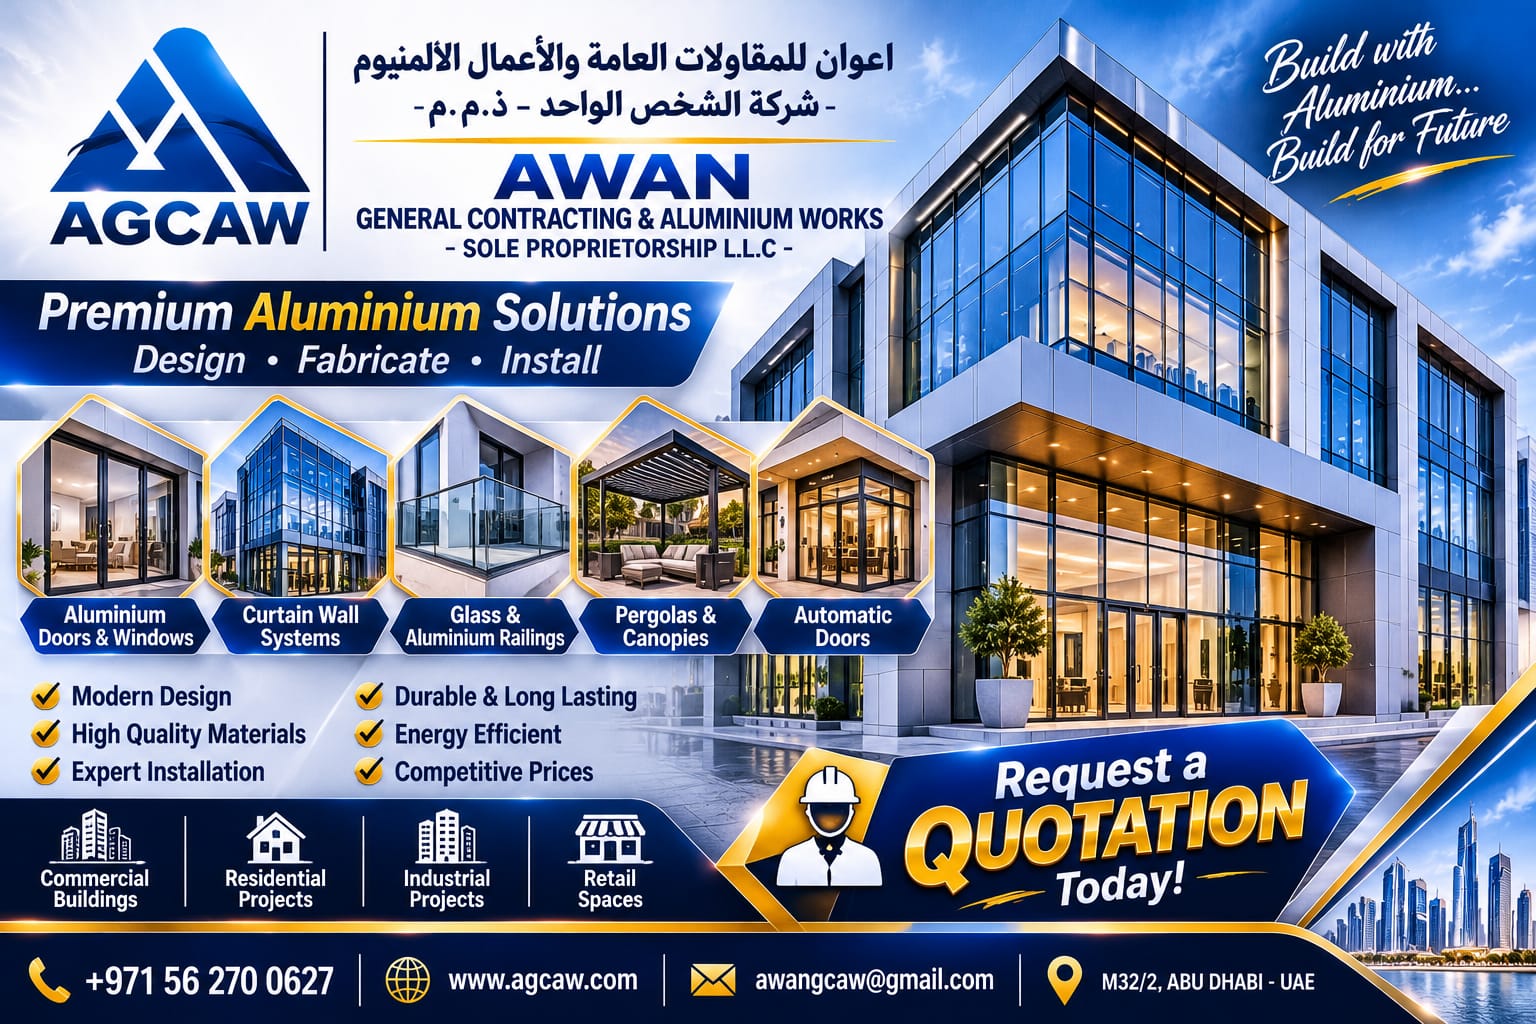 AGCAW
اعوان للمقاولات العامة والأعمال الألمنيوم
- شركة الشخص الواحد - ذ.م.م -
AWAN
GENERAL CONTRACTING & ALUMINIUM WORKS
- SOLE PROPRIETORSHIP L.L.C -
Build with
Aluminium...
Build for Future
Premium Aluminium Solutions
Design • Fabricate • Install
Aluminium
Doors & Windows
Curtain Wall
Systems
Glass &
Aluminium Railings
Pergolas &
Canopies
Automatic
Doors
Modern Design
High Quality Materials
Expert Installation
Durable & Long Lasting
Energy Efficient
Competitive Prices
Commercial
Buildings
Residential
Projects
Industrial
Projects
Retail
Spaces
Request a
QUOTATION
Today!
+971 56 270 0627
www.agcaw.com
awangcaw@gmail.com
M32/2, ABU DHABI - UAE